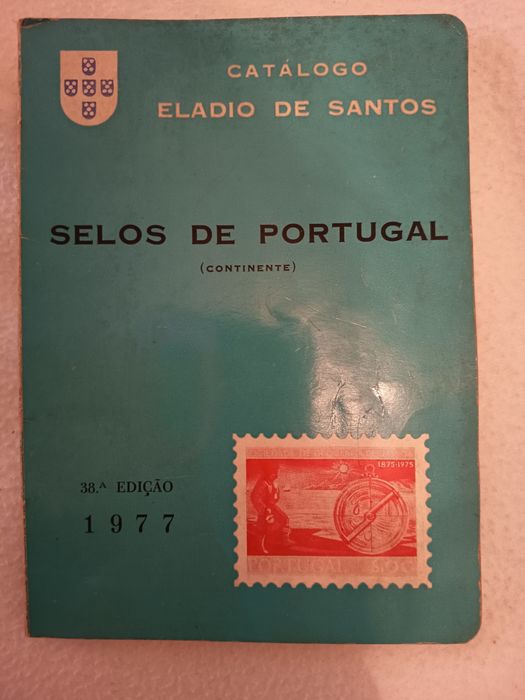 CATÁLOGO
ELADIO DE SANTOS
SELOS DE PORTUGAL
(CONTINENTE)
38.ª EDIÇÃO
1977
1875-1975
PORTUGAL